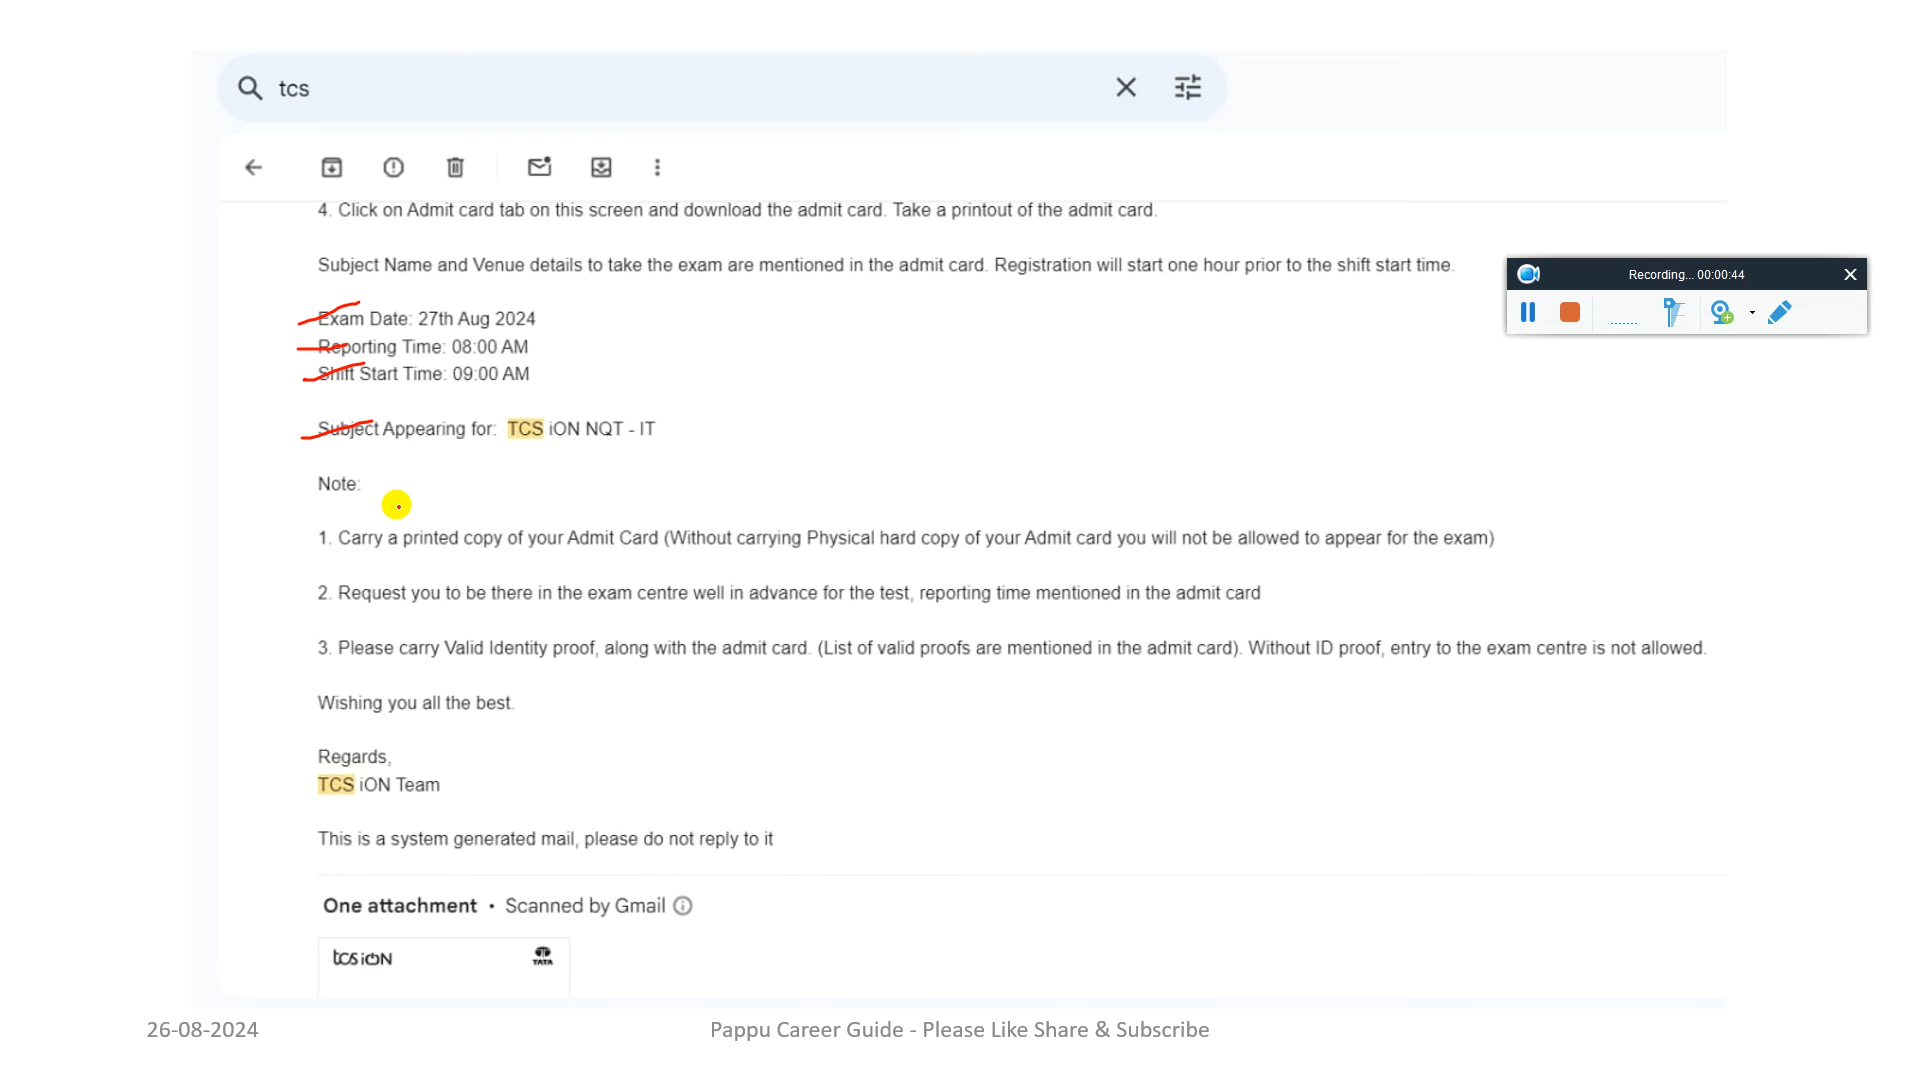 tcs
4. Click on Admit card tab on this screen and download the admit card. Take a printout of the admit card.
Subject Name and Venue details to take the exam are mentioned in the admit card. Registration will start one hour prior to the shift start time.
Recording... 00:00:44
Exam Date: 27th Aug 2024
Reporting Time: 08:00 AM
Shift Start Time: 09:00 AM
Subject Appearing for: TCS iON NQT - IT
Note:
1. Carry a printed copy of your Admit Card (Without carrying Physical hard copy of your Admit card you will not be allowed to appear for the exam)
2. Request you to be there in the exam centre well in advance for the test, reporting time mentioned in the admit card
3. Please carry Valid Identity proof, along with the admit card. (List of valid proofs are mentioned in the admit card). Without ID proof, entry to the exam centre is not allowed.
Wishing you all the best.
Regards,
TCS iON Team
This is a system generated mail, please do not reply to it
One attachment • Scanned by Gmail
tcs iON TATA
26-08-2024 Pappu Career Guide - Please Like Share & Subscribe